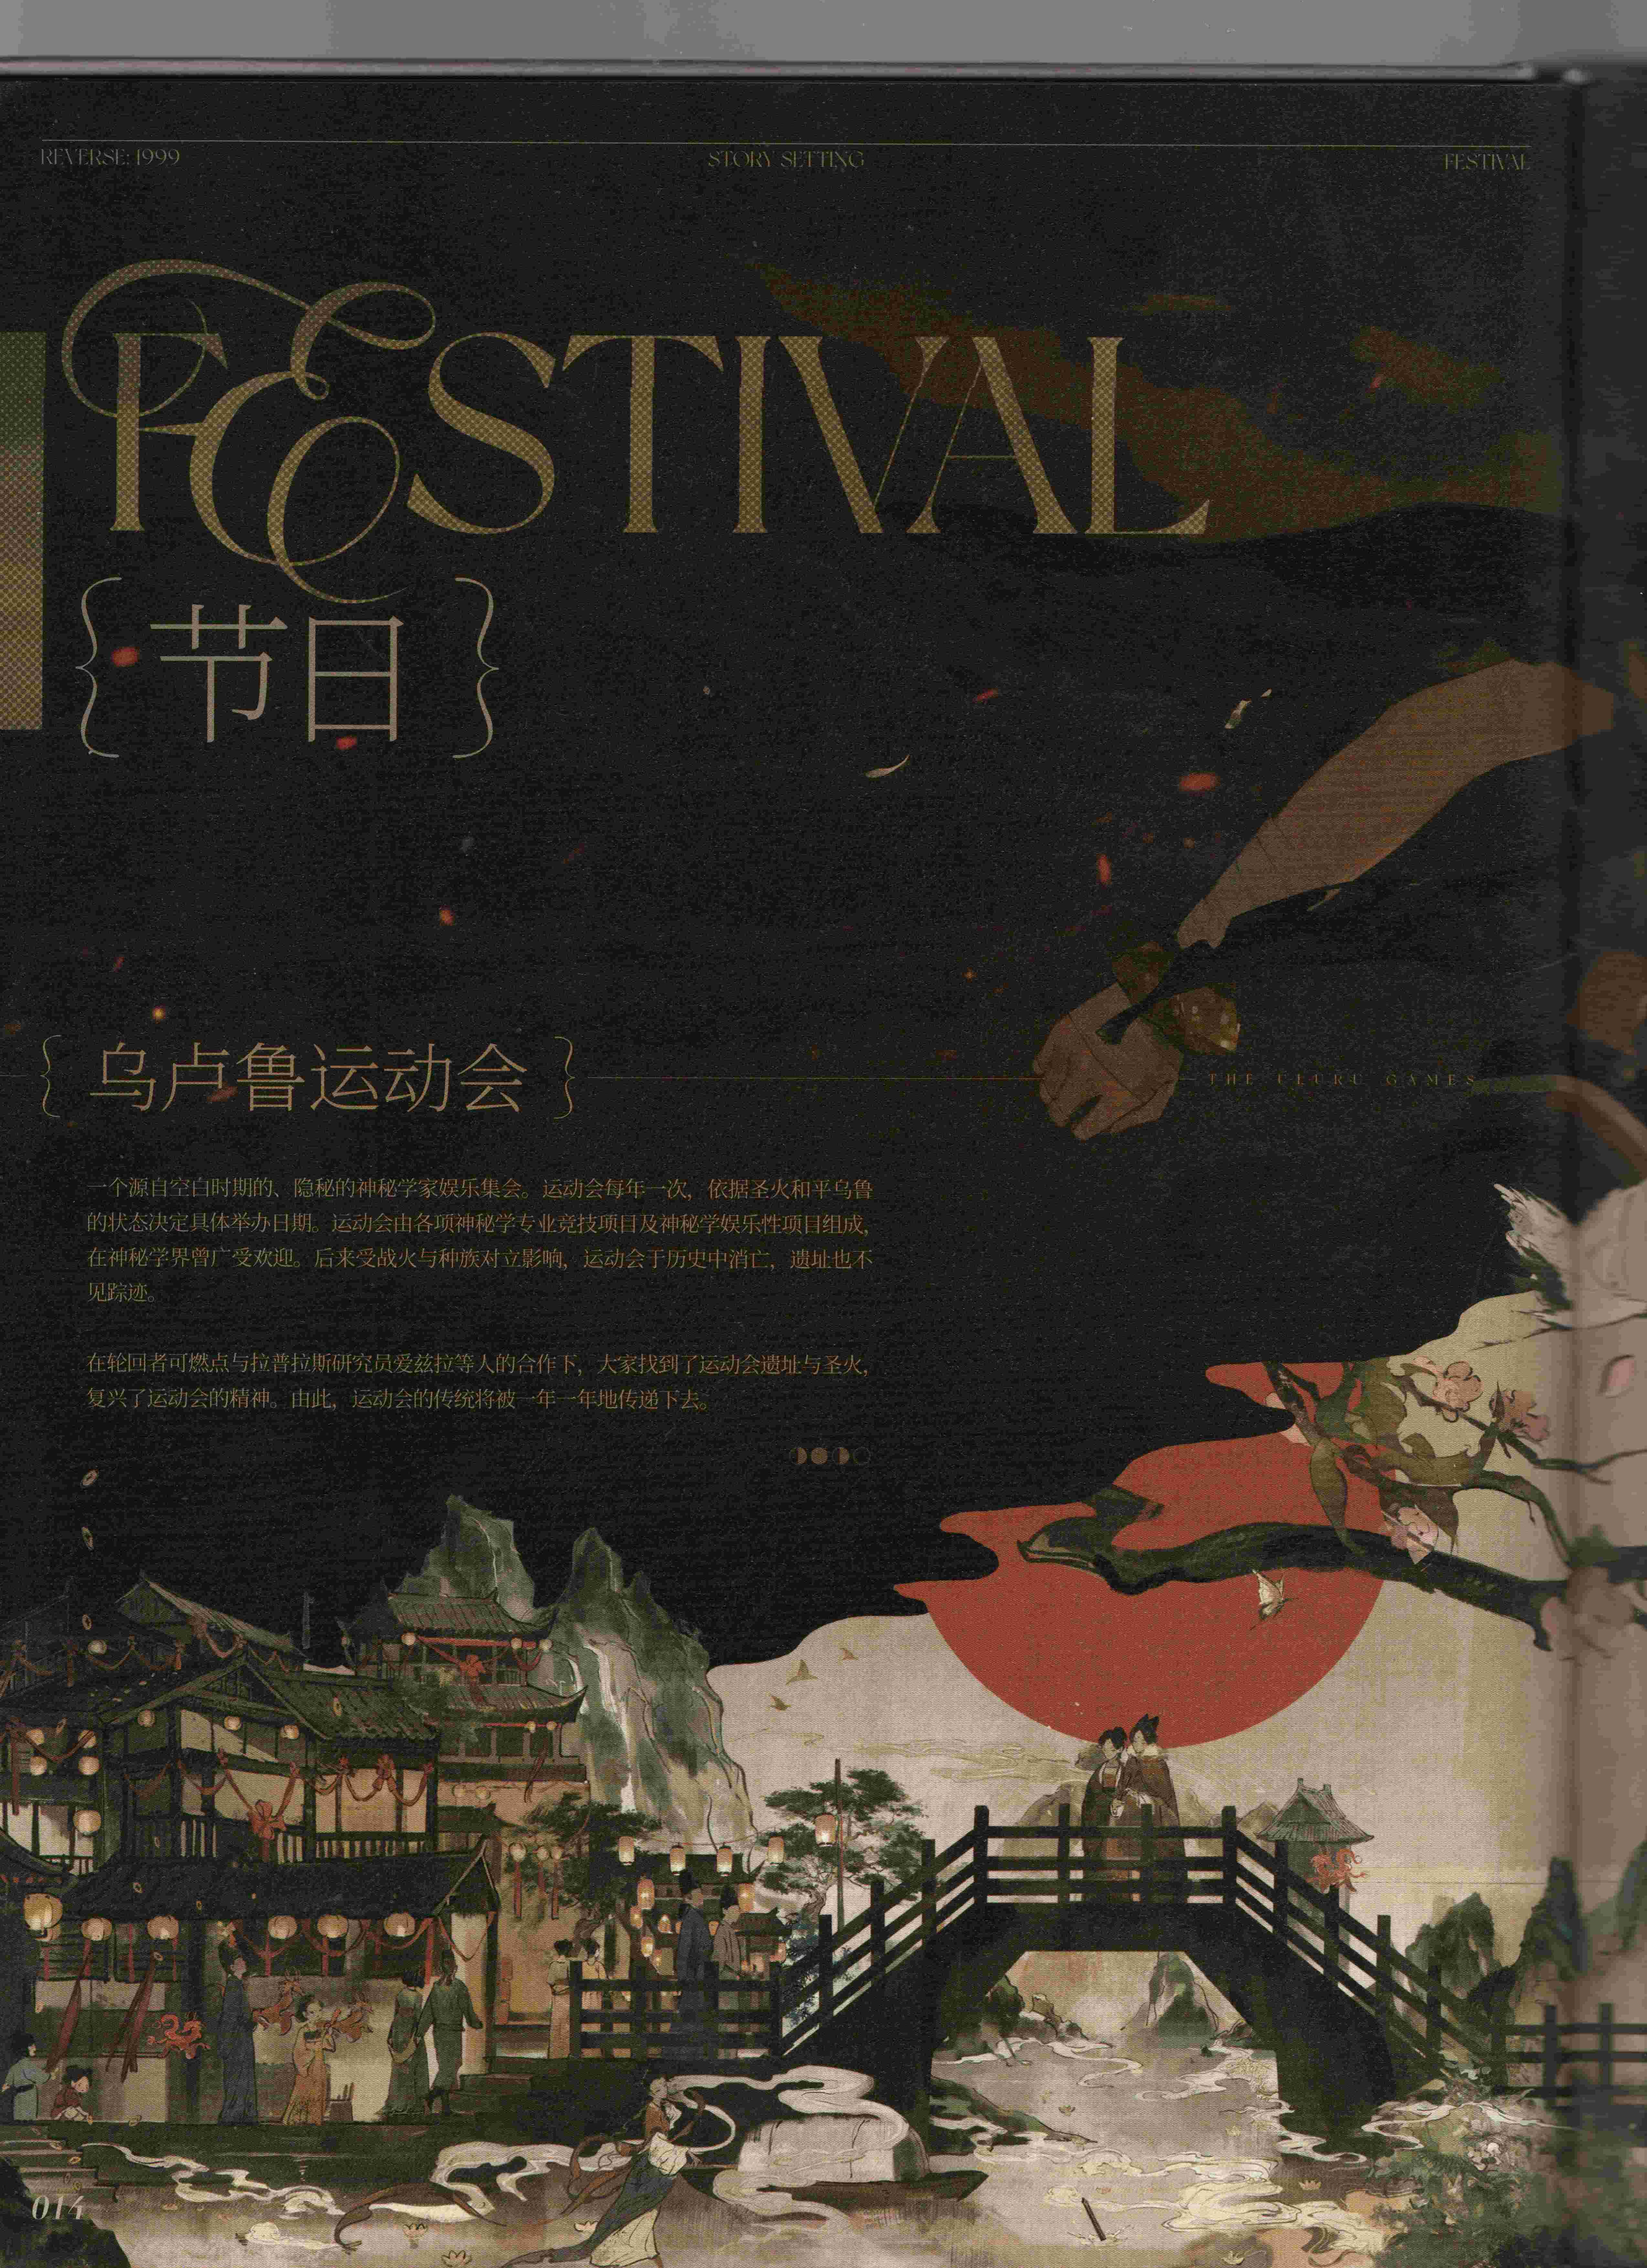 REVERSE: 1999
STORY SETTING
FESTIVAL
FESTIVAL
{节日}
{乌卢鲁运动会}
THE ULURU GAMES
一个源自空白时期的、隐秘的神秘学家娱乐集会。运动会每年一次，依据圣火和平乌鲁
的状态决定具体举办日期。运动会由各项神秘学专业竞技项目及神秘学娱乐性项目组成，
在神秘学界曾广受欢迎。后来受战火与种族对立影响，运动会于历史中消亡，遗址也不
见踪迹。
在轮回者可燃点与拉普拉斯研究员爱兹拉等人的合作下，大家找到了运动会遗址与圣火，
复兴了运动会的精神。由此，运动会的传统将被一年一年地传递下去。
014